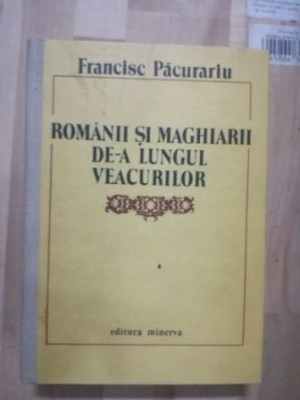 Francisc Păcurariu
ROMÂNII ȘI MAGHIARII
DE-A LUNGUL
VEACURILOR
editura minerva